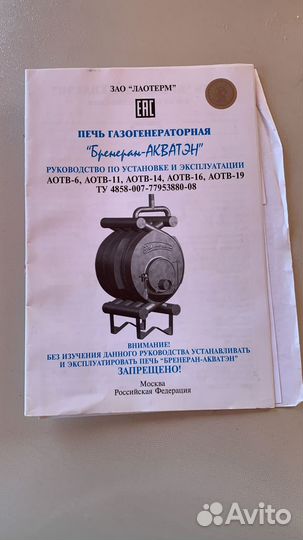 ЗАО "ЛАОТЕРМ"
ЕАС
ПЕЧЬ ГАЗОГЕНЕРАТОРНАЯ
"Бренеран-АКВАТЭН"
РУКОВОДСТВО ПО УСТАНОВКЕ И ЭКСПЛУАТАЦИИ
АОТВ-6, АОТВ-11, АОТВ-14, АОТВ-16, АОТВ-19
ТУ 4858-007-77953880-08
ВНИМАНИЕ!
БЕЗ ИЗУЧЕНИЯ ДАННОГО РУКОВОДСТВА УСТАНАВЛИВАТЬ
И ЭКСПЛУАТИРОВАТЬ ПЕЧЬ "БРЕНЕРАН-АКВАТЭН"
ЗАПРЕЩЕНО!
Москва
Российская Федерация
Avito